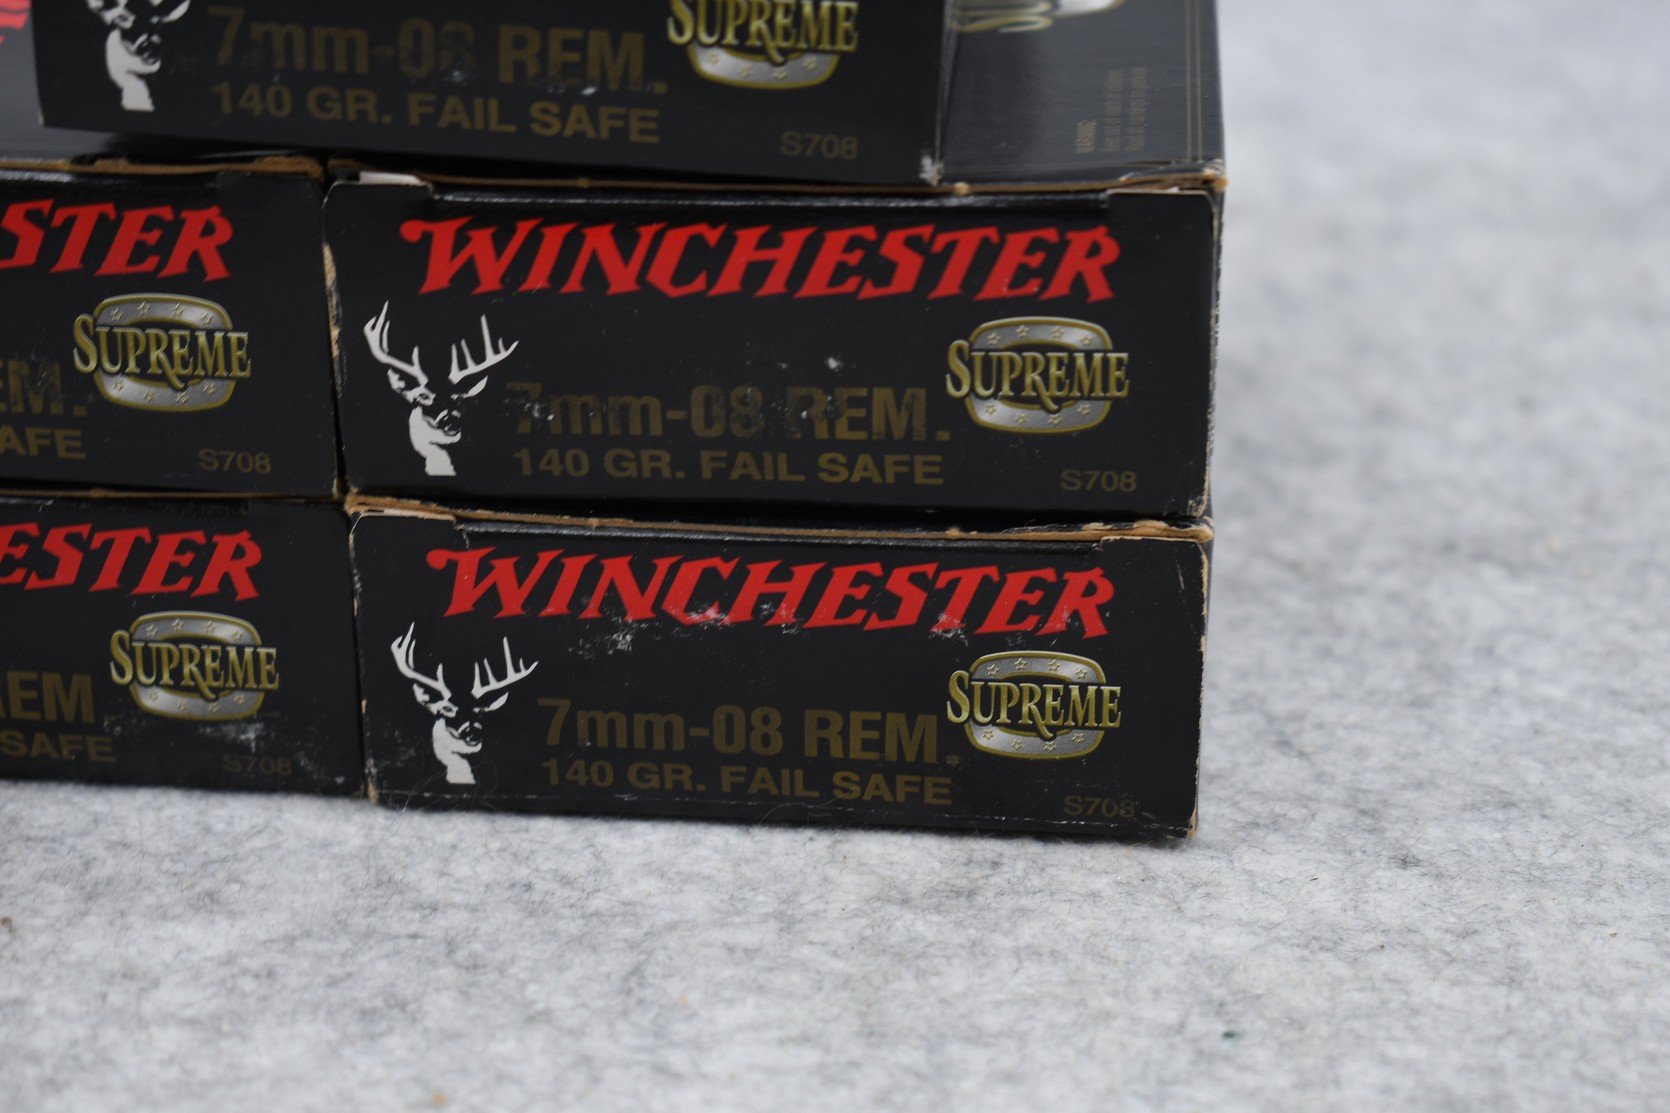 SUPREME
7mm-08 REM.
140 GR. FAIL SAFE
S708
STER
SUPREME
EM.
AFE
S708
WINCHESTER
SUPREME
7mm-08 REM.
140 GR. FAIL SAFE
S708
ESTER
SUPREME
REM
SAFE
S708
WINCHESTER
SUPREME
7mm-08 REM.
140 GR. FAIL SAFE
S708